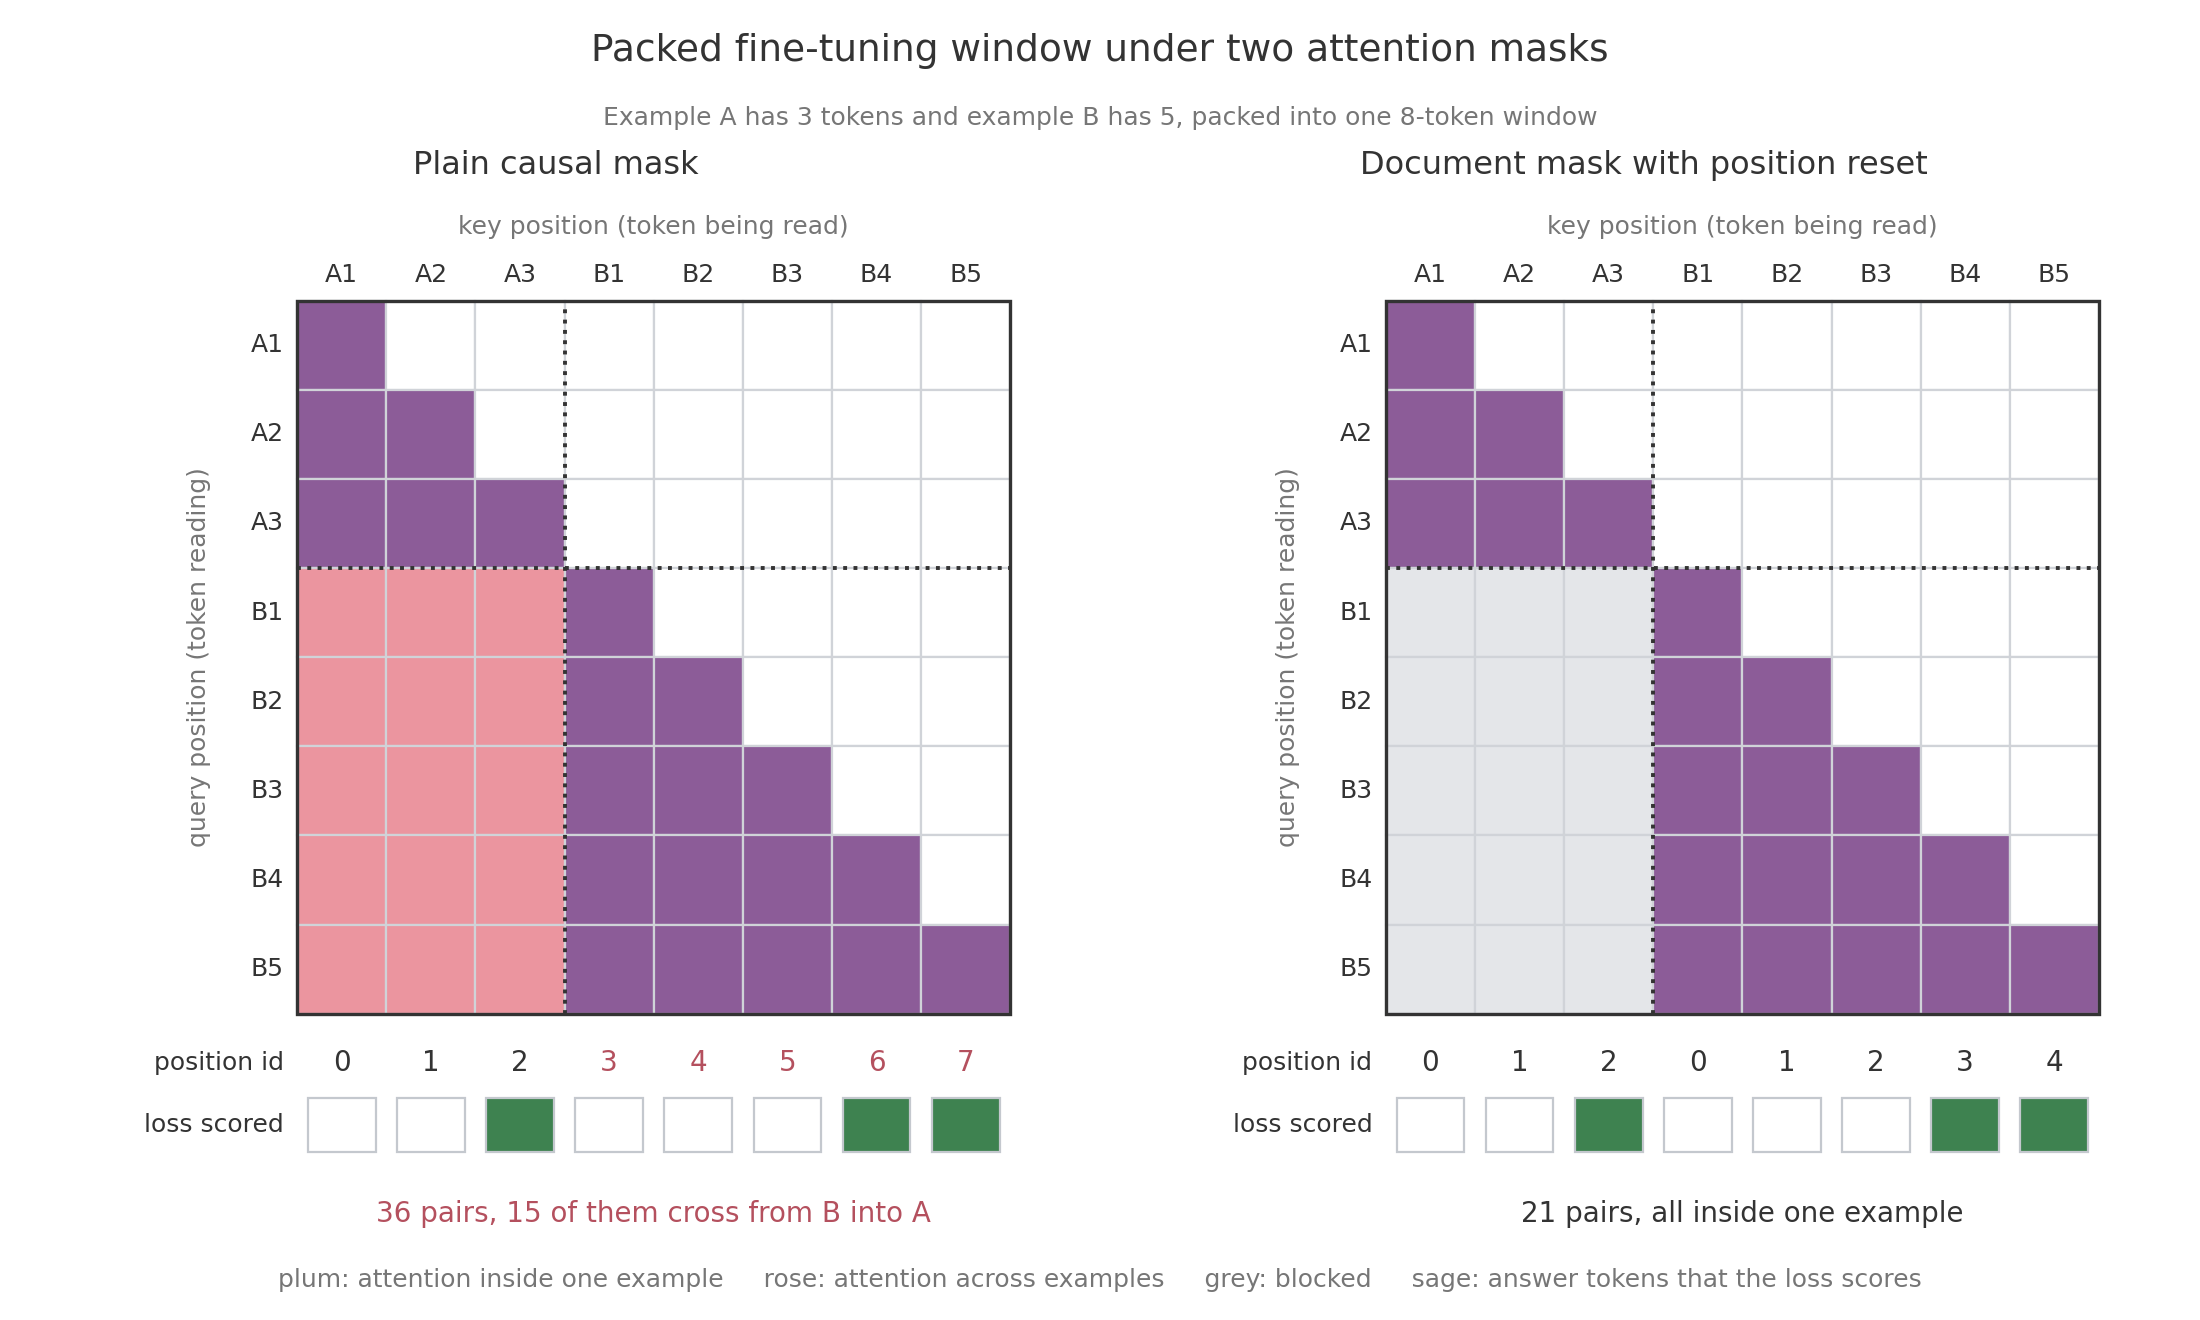 Packed fine-tuning window under two attention masks
Example A has 3 tokens and example B has 5, packed into one 8-token window
Plain causal mask
key position (token being read)
A1 A2 A3 B1 B2 B3 B4 B5
query position (token reading)
A1
A2
A3
B1
B2
B3
B4
B5
position id 0 1 2 3 4 5 6 7
loss scored
36 pairs, 15 of them cross from B into A
Document mask with position reset
key position (token being read)
A1 A2 A3 B1 B2 B3 B4 B5
query position (token reading)
A1
A2
A3
B1
B2
B3
B4
B5
position id 0 1 2 0 1 2 3 4
loss scored
21 pairs, all inside one example
plum: attention inside one example rose: attention across examples grey: blocked sage: answer tokens that the loss scores